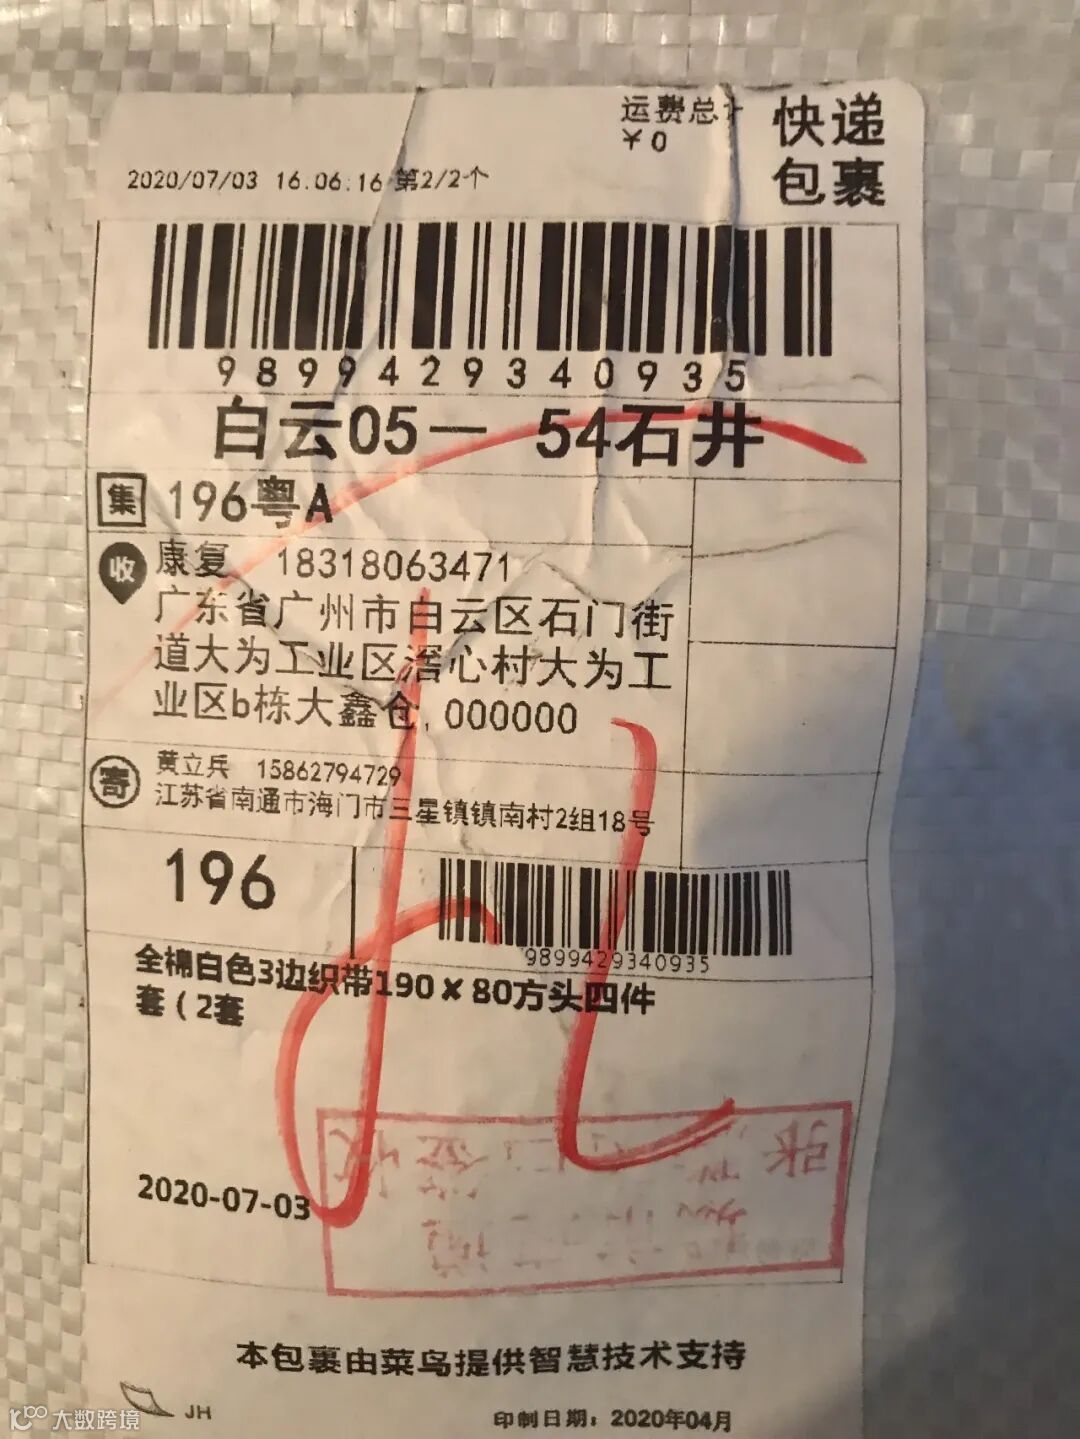 运费总计
¥0
快递
包裹
2020/07/03 16:06:16 第2/2个
9899429340935
白云05— 54石井
集 196粤A
收 康复 18318063471
广东省广州市白云区石门街
道大为工业区滘心村大为工
业区b栋大鑫仓,000000
寄 黄立兵 15862794729
江苏省南通市海门市三星镇镇南村2组18号
196
9899429340935
全棉白色3边织带190×80方头四件
套（2套
2020-07-03
本包裹由菜鸟提供智慧技术支持
JH
印制日期：2020年04月
大数跨境